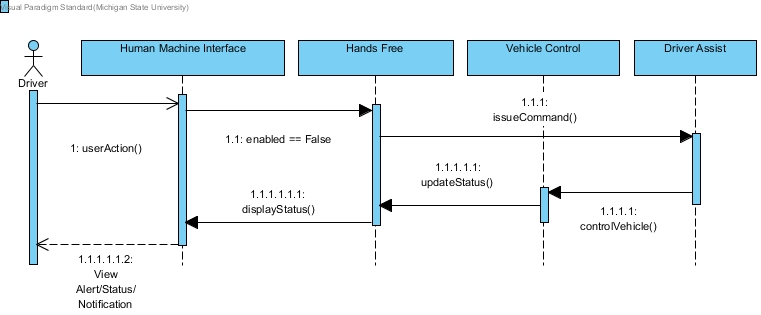 Visual Paradigm Standard(Michigan State University)
Human Machine Interface
Hands Free
Vehicle Control
Driver Assist
Driver
1: userAction()
1.1: enabled == False
1.1.1:
issueCommand()
1.1.1.1:
controlVehicle()
1.1.1.1.1:
updateStatus()
1.1.1.1.1.1:
displayStatus()
1.1.1.1.1.2:
View
Alert/Status/
Notification